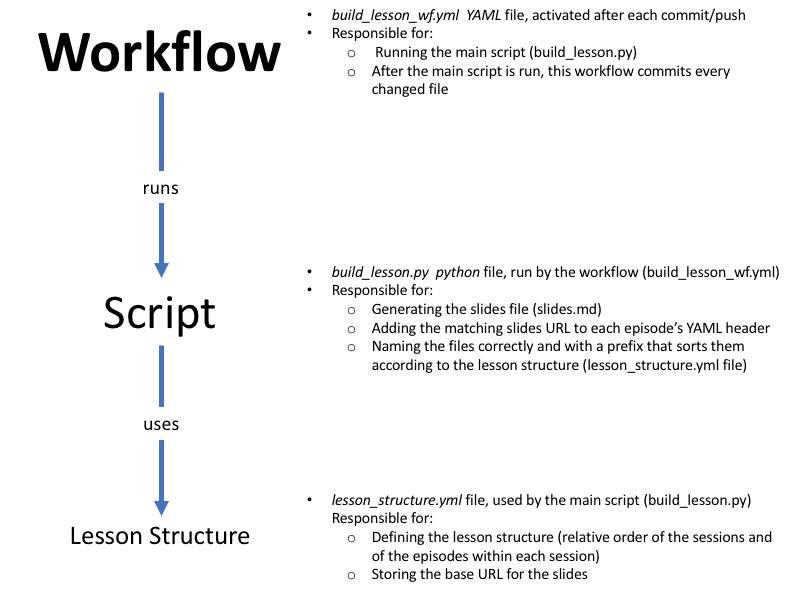 Workflow
• build_lesson_wf.yml YAML file, activated after each commit/push
• Responsible for:
o Running the main script (build_lesson.py)
o After the main script is run, this workflow commits every
changed file
runs
Script
• build_lesson.py python file, run by the workflow (build_lesson_wf.yml)
• Responsible for:
o Generating the slides file (slides.md)
o Adding the matching slides URL to each episode’s YAML header
o Naming the files correctly and with a prefix that sorts them
according to the lesson structure (lesson_structure.yml file)
uses
Lesson Structure
• lesson_structure.yml file, used by the main script (build_lesson.py)
Responsible for:
o Defining the lesson structure (relative order of the sessions and
of the episodes within each session)
o Storing the base URL for the slides